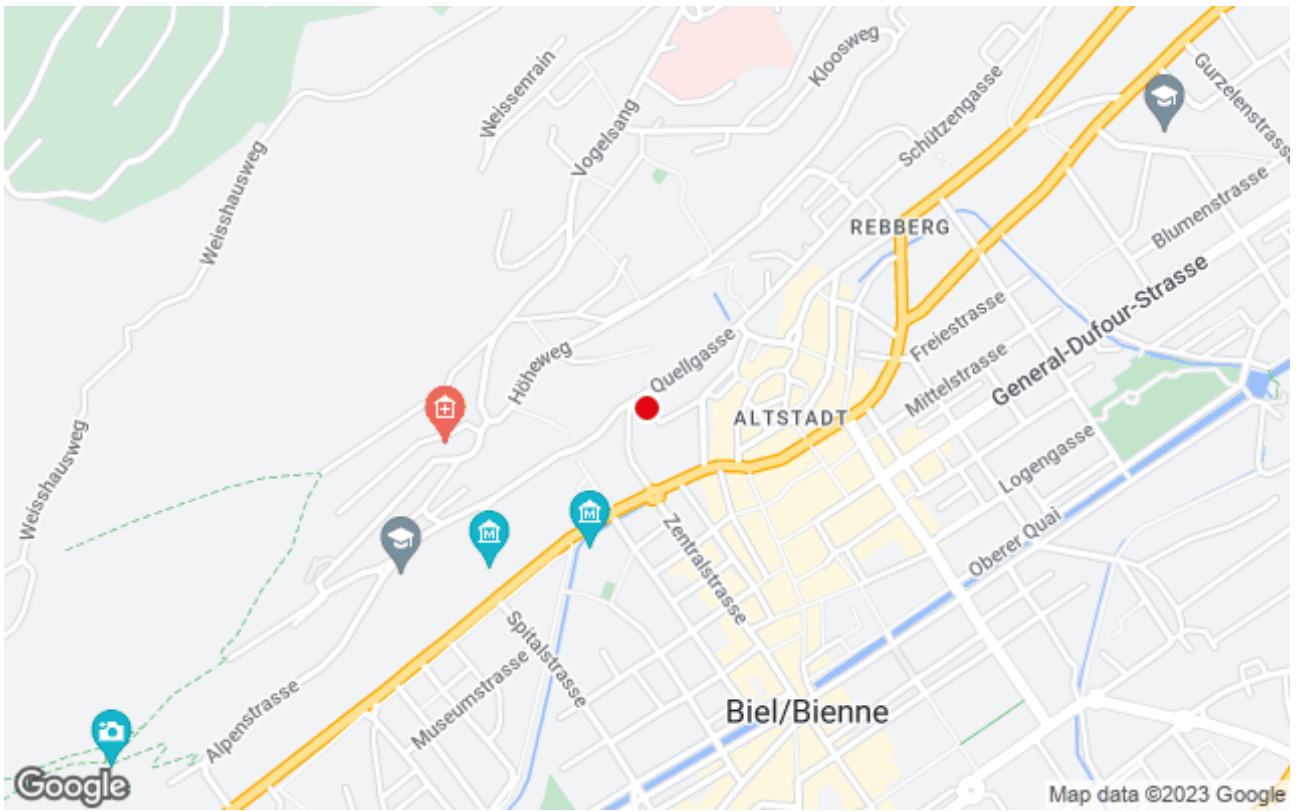 Kloosweg
Gurzelenstrasse
Weissenrain
Vogelsang
Schützengasse
Weisshausweg
Blumenstrasse
REBBERG
General-Dufour-Strasse
Freiestrasse
Höheweg
Quellgasse
Mittelstrasse
ALTSTADT
Logengasse
Weisshausweg
M
M
Oberer Quai
Zentralstrasse
Spitalstrasse
Museumstrasse
Alpenstrasse
Biel/Bienne
Google
Map data ©2023 Google